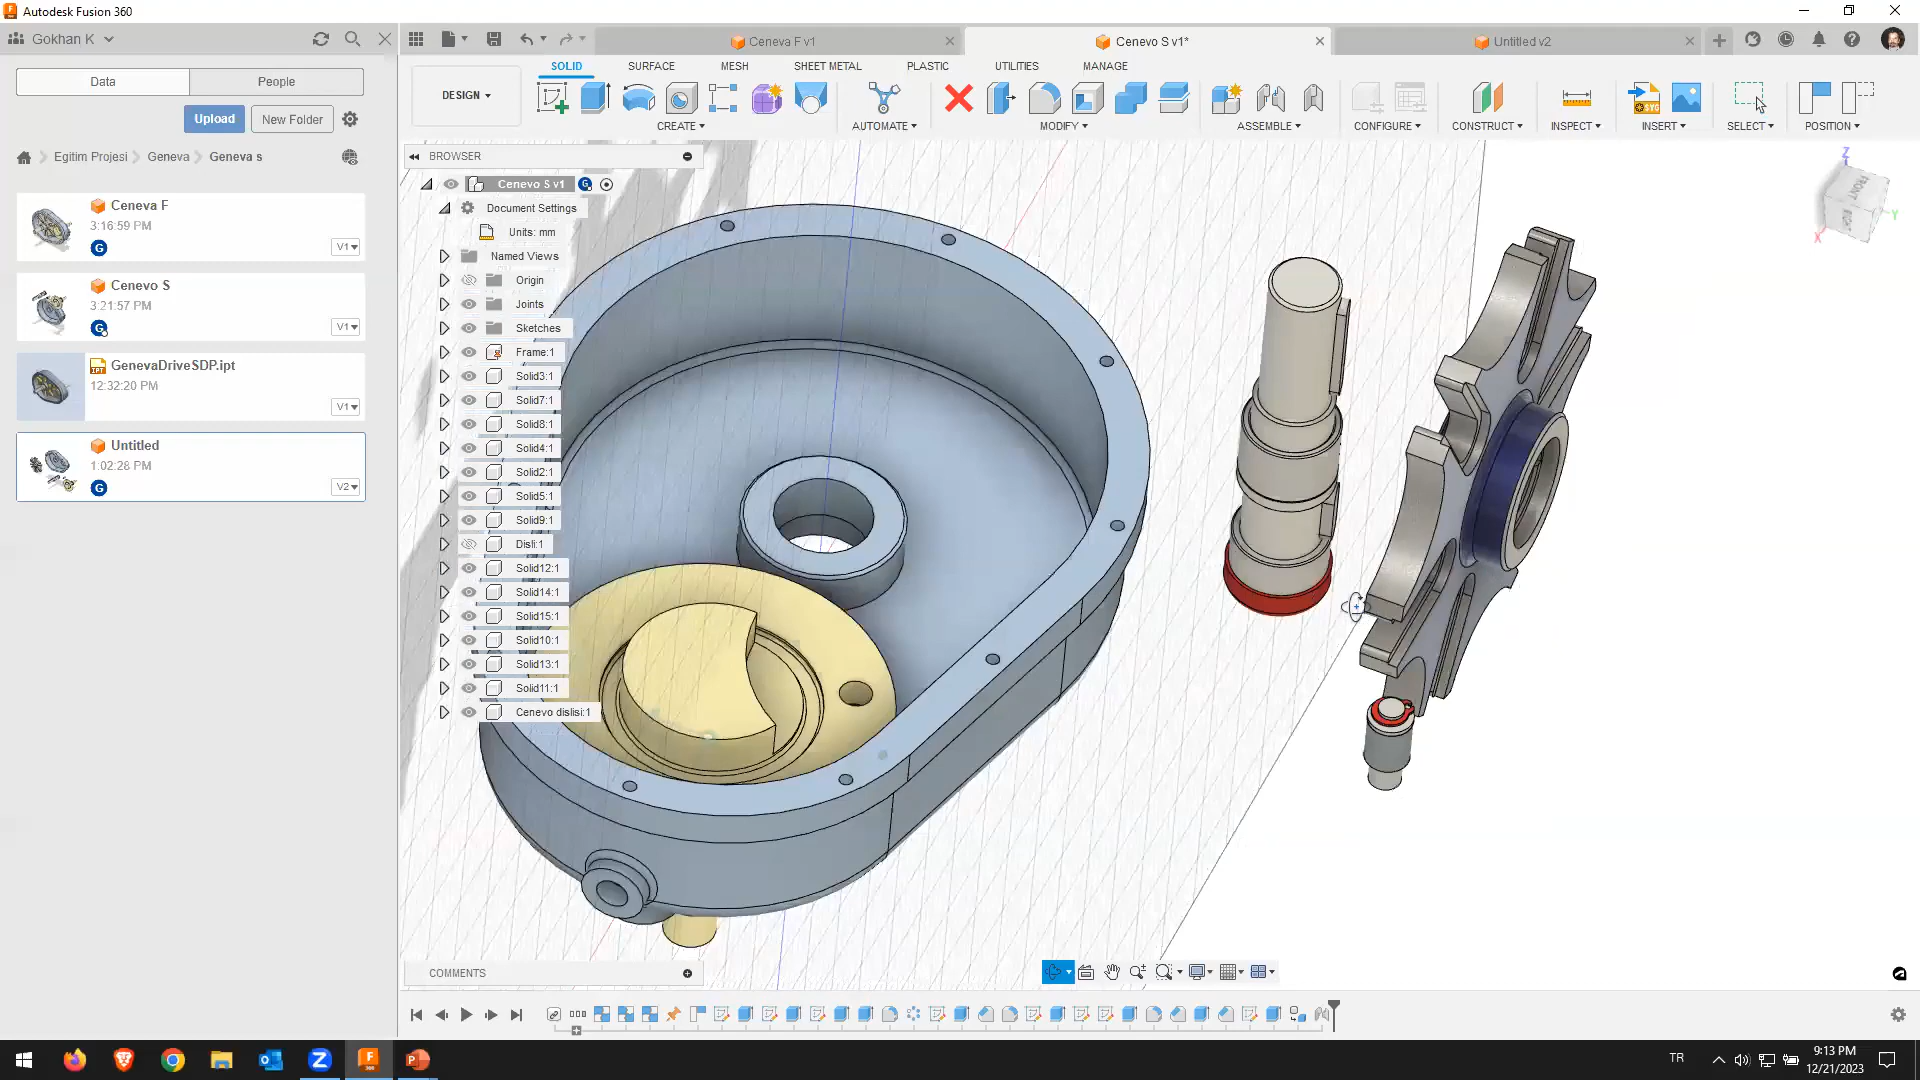 Autodesk Fusion 360
Gokhan K
Data
People
Upload
New Folder
Egitim Projesi
Geneva
Geneva s
Ceneva F
3:16:59 PM
G
V1
Cenevo S
3:21:57 PM
G
V1
GenevaDriveSDP.ipt
12:32:20 PM
V1
Untitled
1:02:28 PM
G
V2
Ceneva F v1
Cenevo S v1*
Untitled v2
SOLID
SURFACE
MESH
SHEET METAL
PLASTIC
UTILITIES
MANAGE
DESIGN
CREATE
AUTOMATE
MODIFY
ASSEMBLE
CONFIGURE
CONSTRUCT
INSPECT
INSERT
SELECT
POSITION
BROWSER
Cenevo S v1
G
Document Settings
Units: mm
Named Views
Origin
Joints
Sketches
Frame:1
Solid3:1
Solid7:1
Solid8:1
Solid4:1
Solid2:1
Solid5:1
Solid9:1
Disli:1
Solid12:1
Solid14:1
Solid15:1
Solid10:1
Solid13:1
Solid11:1
Cenevo dislisi:1
Z
FRONT
Y
X
COMMENTS
TR
9:13 PM
12/21/2023